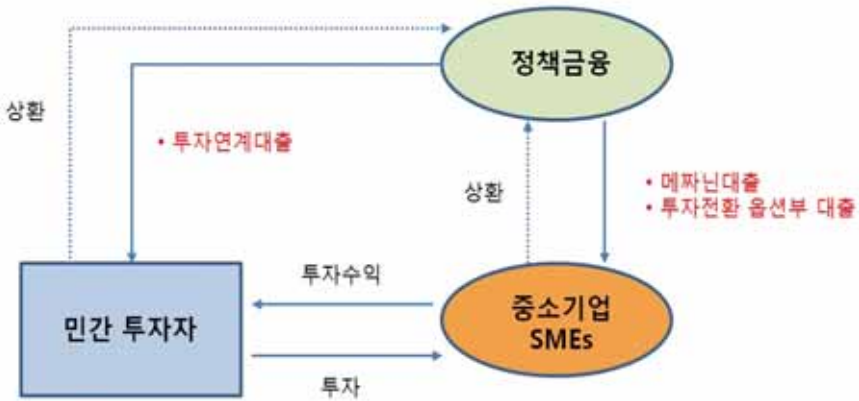 정책금융
상환
• 투자연계대출
상환
• 메짜닌대출
• 투자전환 옵션부 대출
투자수익
민간 투자자
중소기업
SMEs
투자